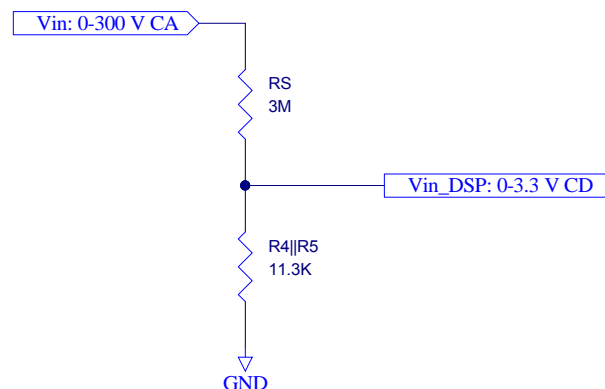 Vin: 0-300 V CA
RS
3M
Vin_DSP: 0-3.3 V CD
R4||R5
11.3K
GND